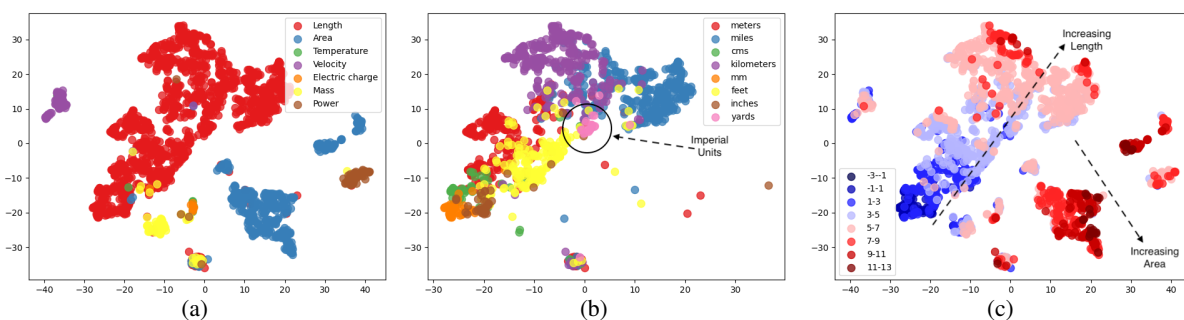 30
20
10
0
−10
−20
−30
−40
−30
−20
−10
0
10
20
30
40
Length
Area
Temperature
Velocity
Electric charge
Mass
Power
(a)
30
20
10
0
−10
−20
−30
−30
−20
−10
0
10
20
30
meters
miles
cms
kilometers
mm
feet
inches
yards
Imperial
Units
(b)
30
20
10
0
−10
−20
−30
−40
−30
−20
−10
0
10
20
30
40
-3–-1
-1-1
1-3
3-5
5-7
7-9
9-11
11-13
Increasing
Length
Increasing
Area
(c)